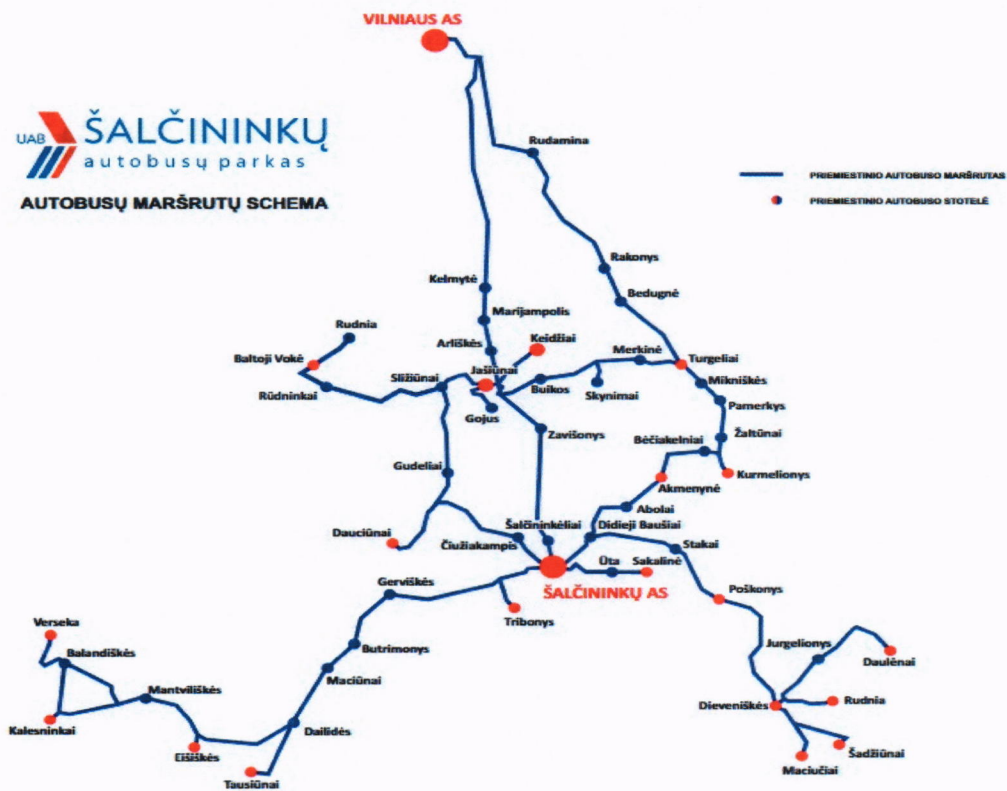 VILNIAUS AS
UAB ŠALČININKŲ
autobusų parkas
AUTOBUSŲ MARŠRUTŲ SCHEMA
PRIEMIESTINIO AUTOBUSO MARŠRUTAS
PRIEMIESTINIO AUTOBUSO STOTELĖ
Rudamina
Rakonys
Kelmytė
Bedugnė
Marijampolis
Rudnia
Arliškės
Keidžiai
Merkinė
Baltoji Vokė
Jašiūnai
Turgeliai
Rūdninkai
Sližiūnai
Buikos
Skynimai
Mikniškės
Gojus
Pamerkys
Zavišonys
Bėčiakelniai
Žaltūnai
Gudeliai
Akmenynė
Kurmelionys
Abolai
Dauciūnai
Šalčininkėliai
Didieji Baušiai
Čiužiakampis
Stakai
Ūta
Sakalinė
ŠALČININKŲ AS
Gerviškės
Poškonys
Tribonys
Verseka
Butrimonys
Jurgelionys
Balandiškės
Maciūnai
Daulėnai
Mantviliškės
Dieveniškės
Rudnia
Kalesninkai
Dailidės
Šadžiūnai
Eišiškės
Maciučiai
Tausiūnai